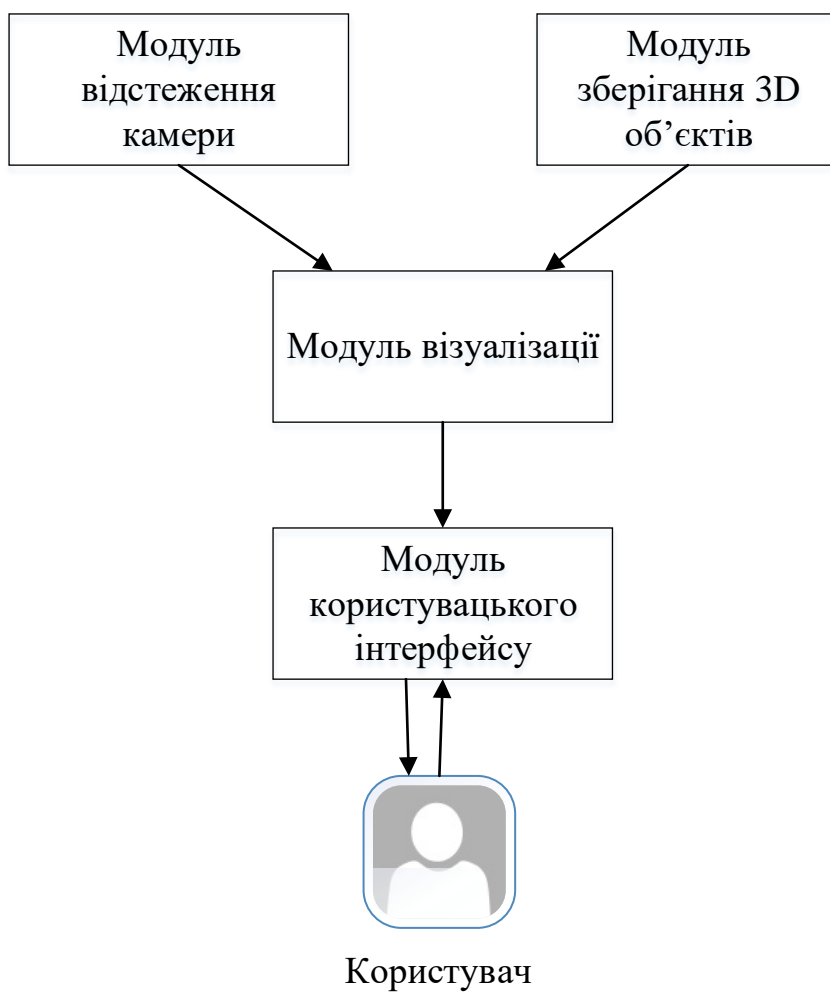 Модуль
відстеження
камери
Модуль
зберігання 3D
об’єктів
Модуль візуалізації
Модуль
користувацького
інтерфейсу
Користувач